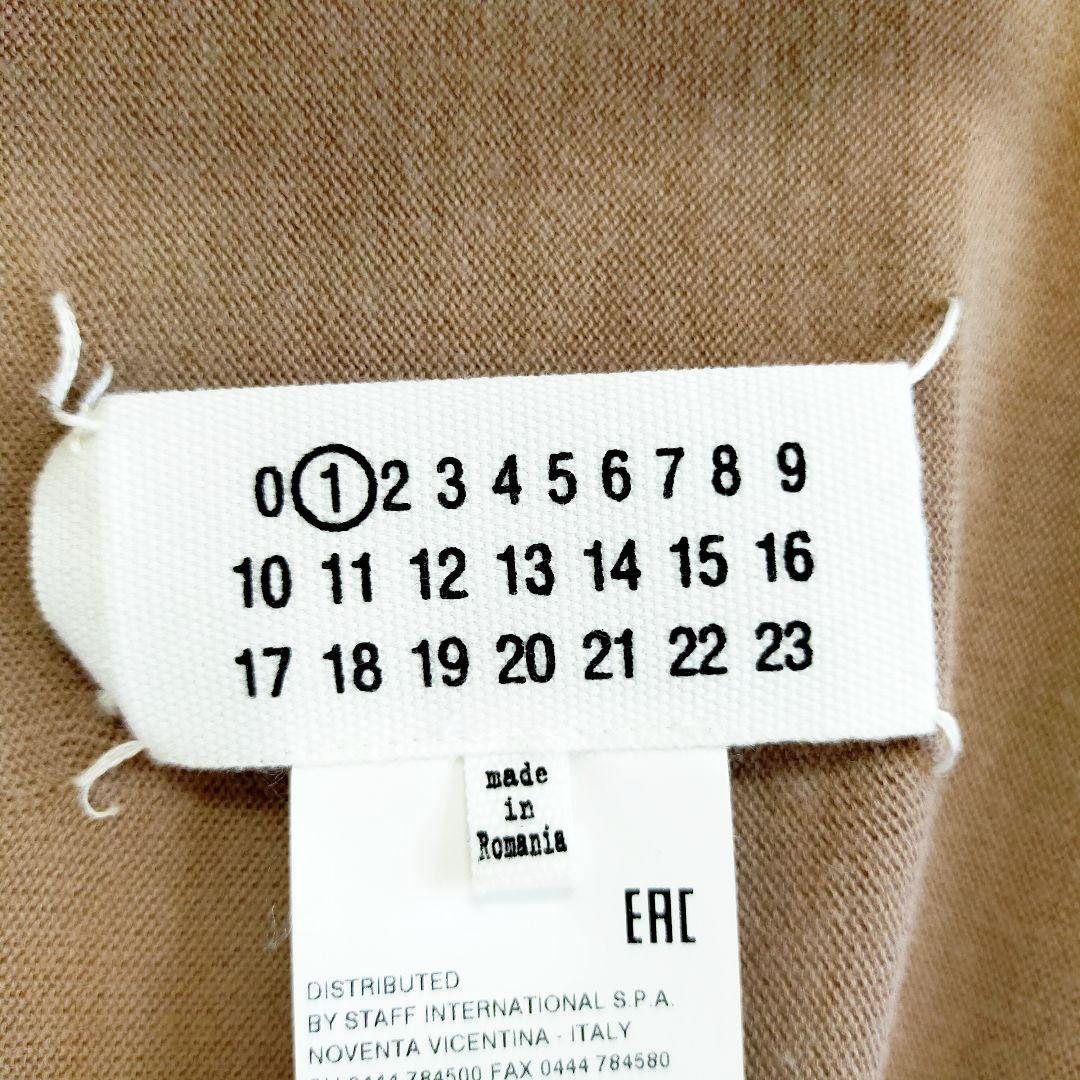 0 1 2 3 4 5 6 7 8 9
10 11 12 13 14 15 16
17 18 19 20 21 22 23
made
in
Romania
EAC
DISTRIBUTED
BY STAFF INTERNATIONAL S.P.A.
NOVENTA VICENTINA - ITALY
0444 784500 FAX 0444 784580